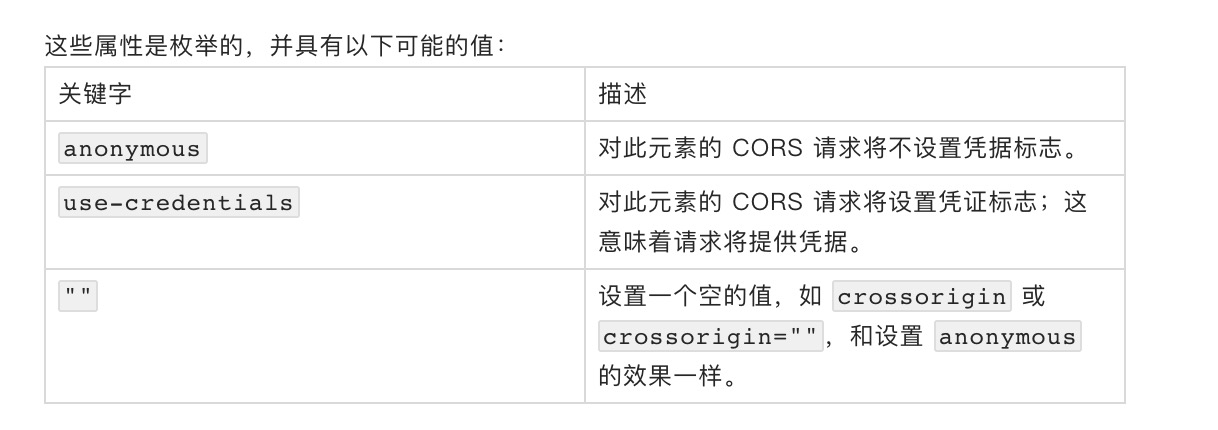 这些属性是枚举的，并具有以下可能的值：
关键字
描述
anonymous
对此元素的 CORS 请求将不设置凭据标志。
use-credentials
对此元素的 CORS 请求将设置凭证标志；这
意味着请求将提供凭据。
""
设置一个空的值，如 crossorigin 或
crossorigin=""，和设置 anonymous
的效果一样。